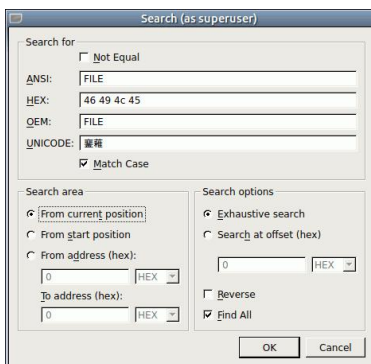 Search (as superuser)
Search for
Not Equal
ANSI: FILE
HEX: 46 49 4c 45
OEM: FILE
UNICODE:
Match Case
Search area
From current position
From start position
From address (hex):
0 HEX
To address (hex):
0 HEX
Search options
Exhaustive search
Search at offset (hex)
0 HEX
Reverse
Find All
OK Cancel